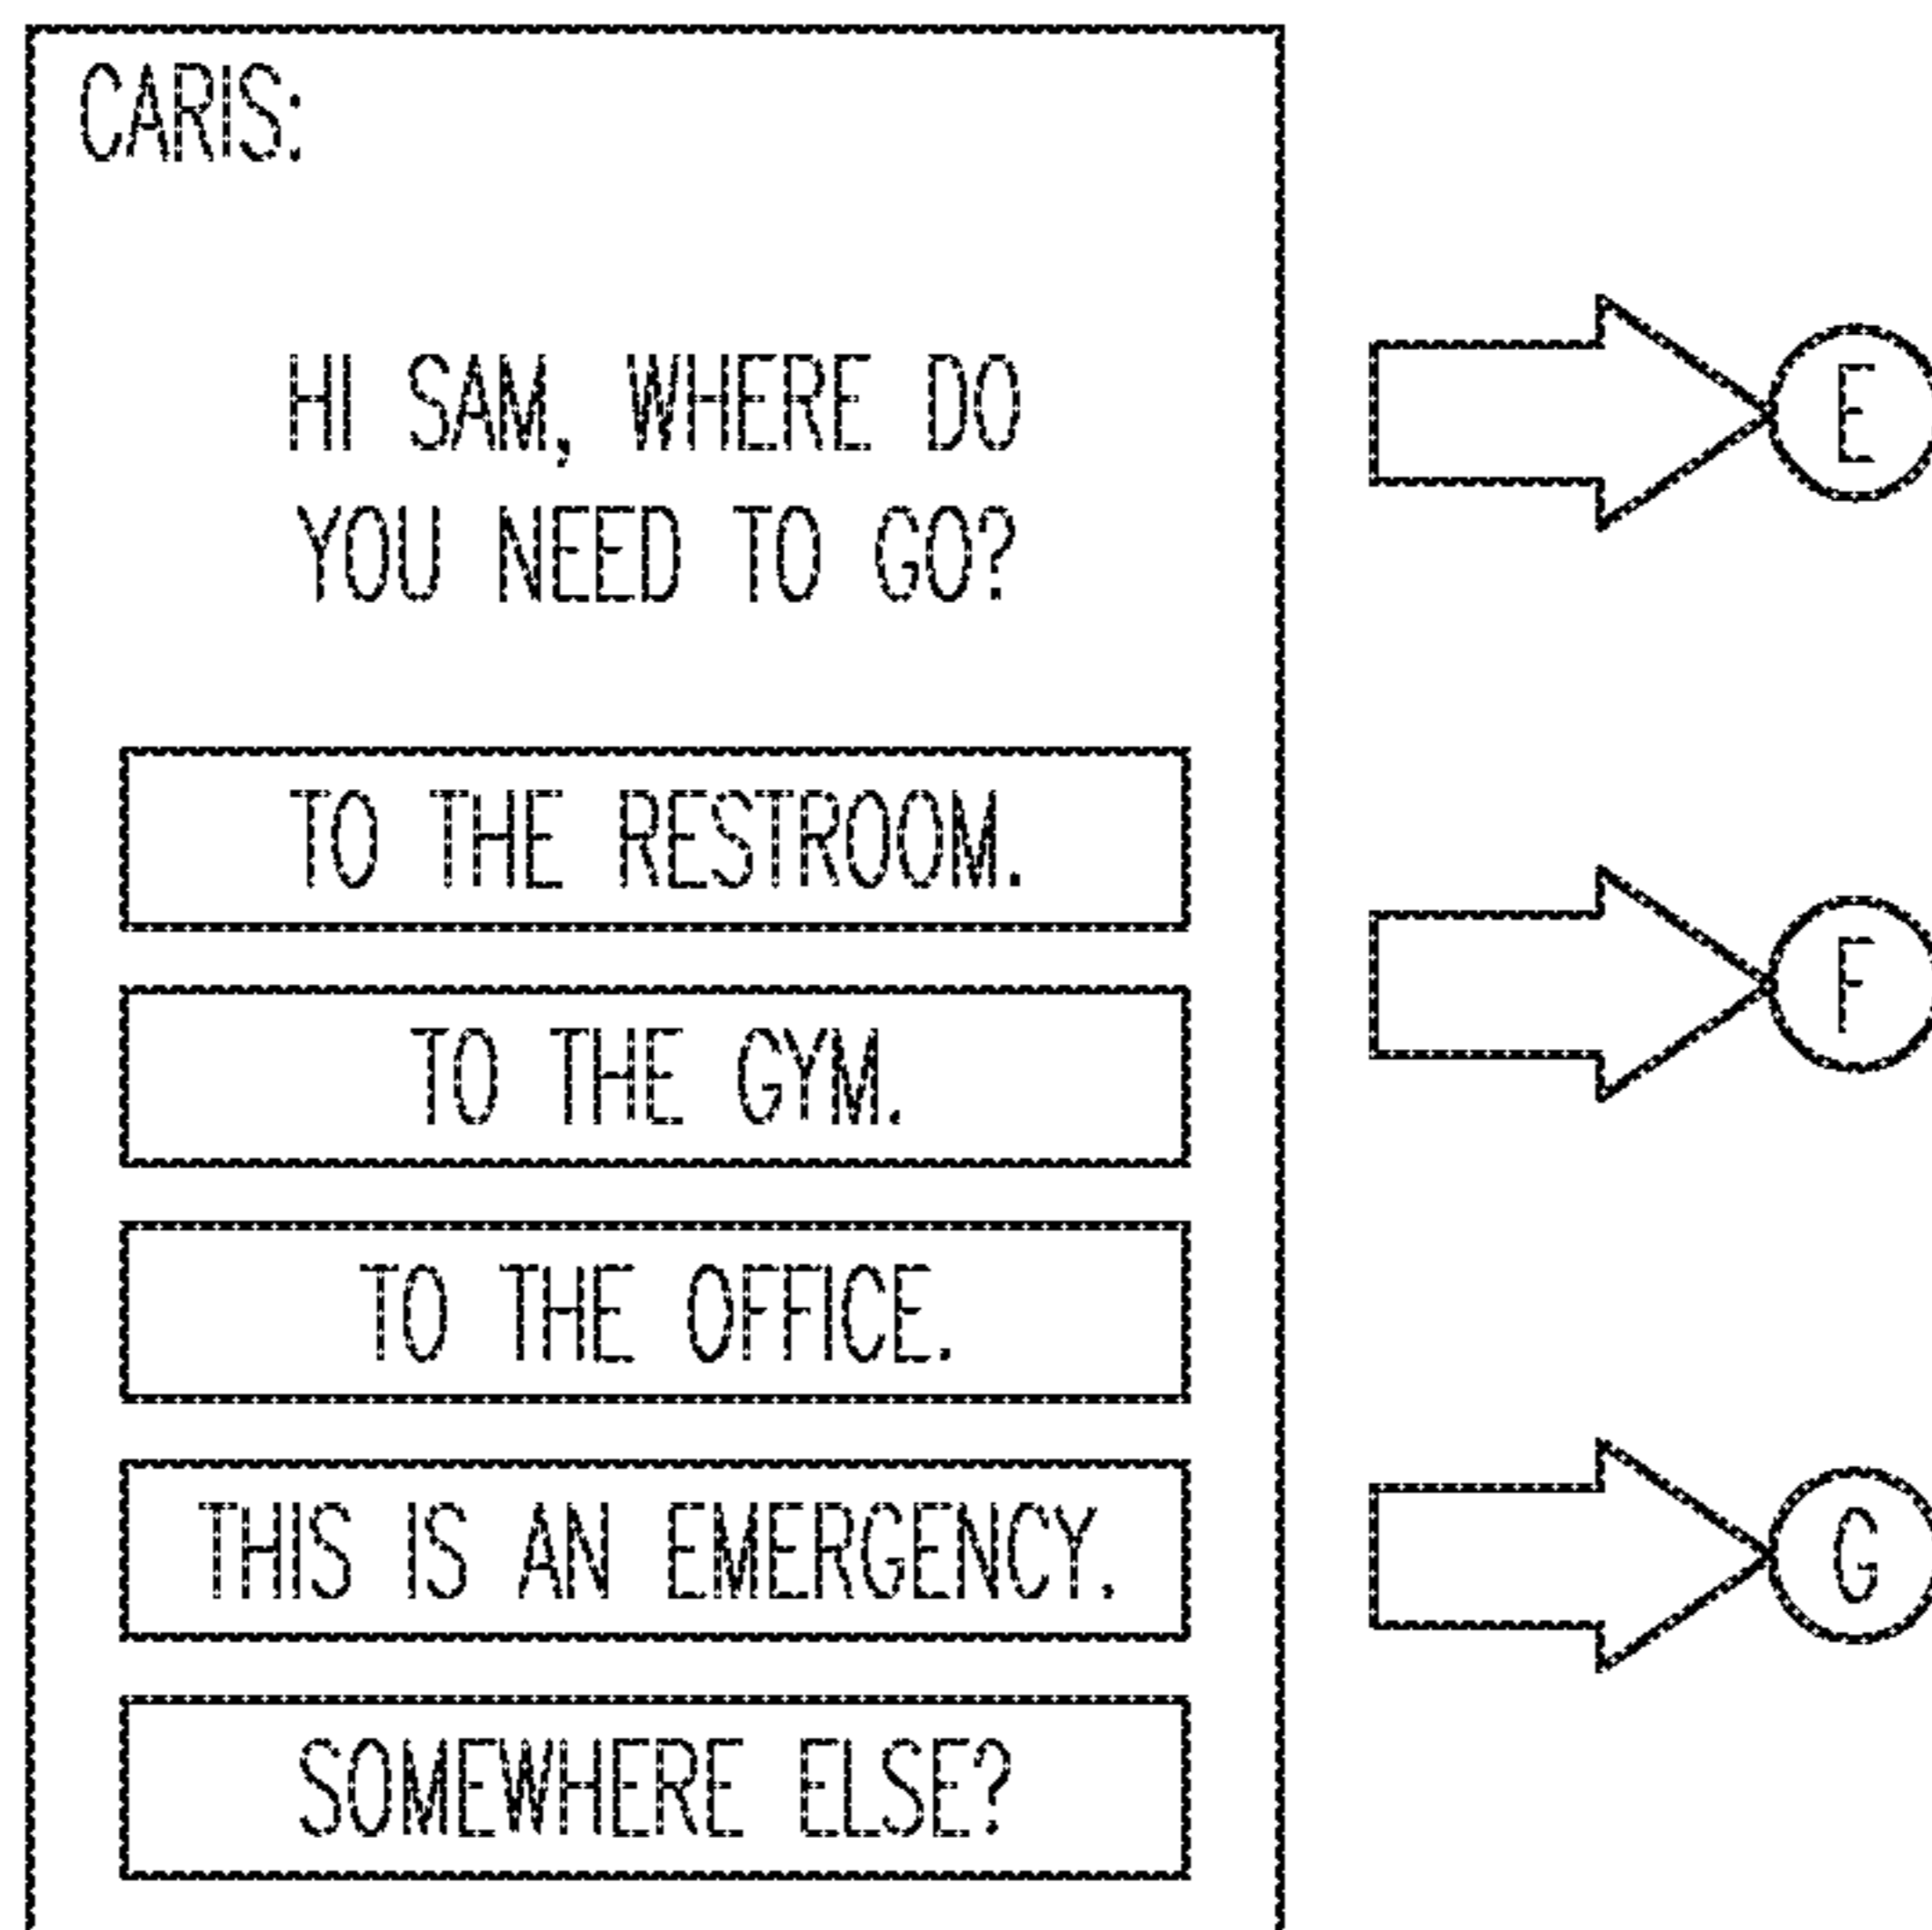 CARIS:
HI SAM, WHERE DO
YOU NEED TO GO?
E
TO THE RESTROOM.
F
TO THE GYM.
TO THE OFFICE.
THIS IS AN EMERGENCY.
G
SOMEWHERE ELSE?